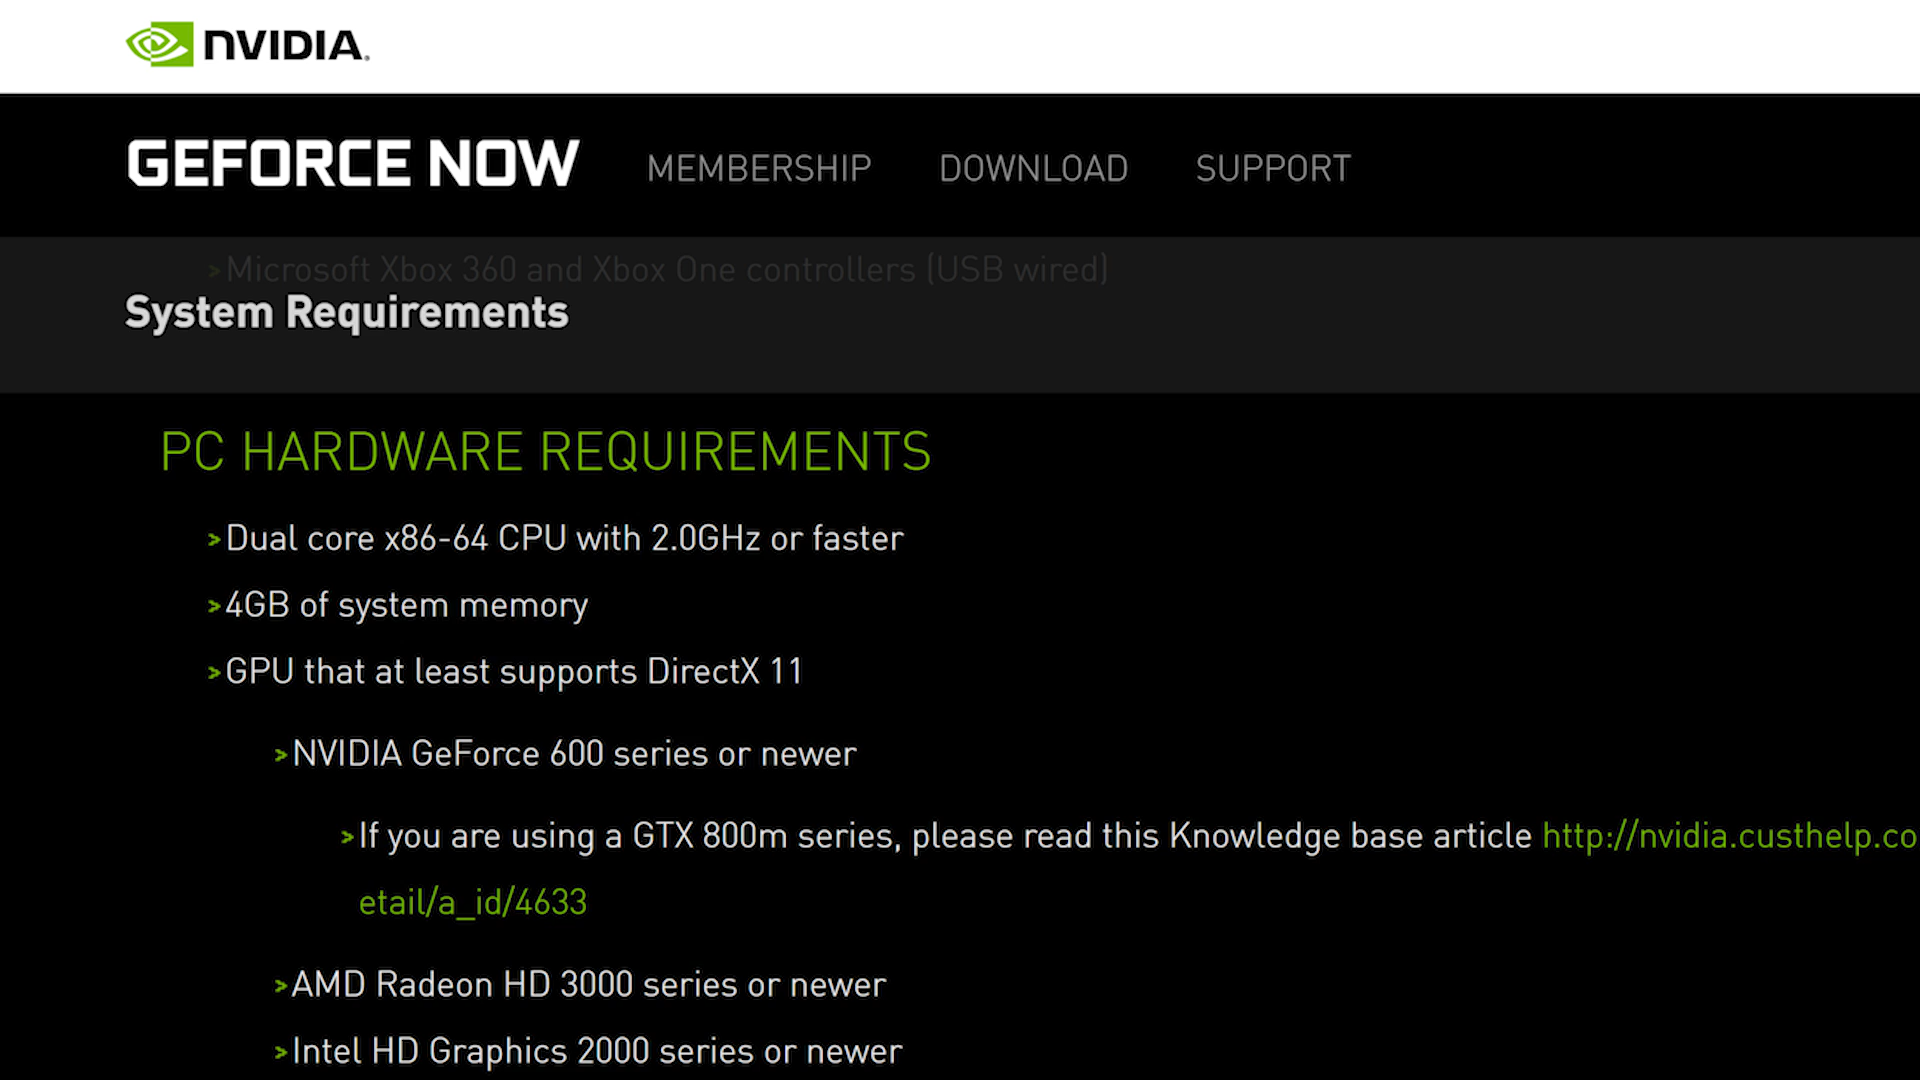 NVIDIA.
GEFORCE NOW MEMBERSHIP DOWNLOAD SUPPORT
>Microsoft Xbox 360 and Xbox One controllers (USB wired)
System Requirements
PC HARDWARE REQUIREMENTS
>Dual core x86-64 CPU with 2.0GHz or faster
>4GB of system memory
>GPU that at least supports DirectX 11
>NVIDIA GeForce 600 series or newer
>If you are using a GTX 800m series, please read this Knowledge base article http://nvidia.custhelp.co
etail/a_id/4633
>AMD Radeon HD 3000 series or newer
>Intel HD Graphics 2000 series or newer